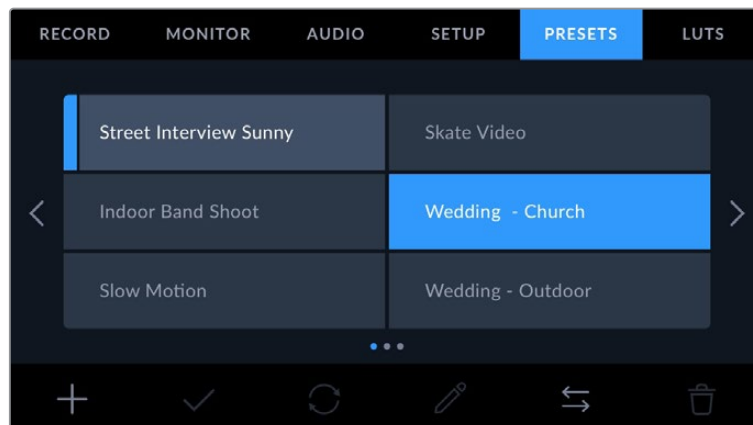 RECORD MONITOR AUDIO SETUP PRESETS LUTS
Street Interview Sunny Skate Video
Indoor Band Shoot Wedding - Church
Slow Motion Wedding - Outdoor